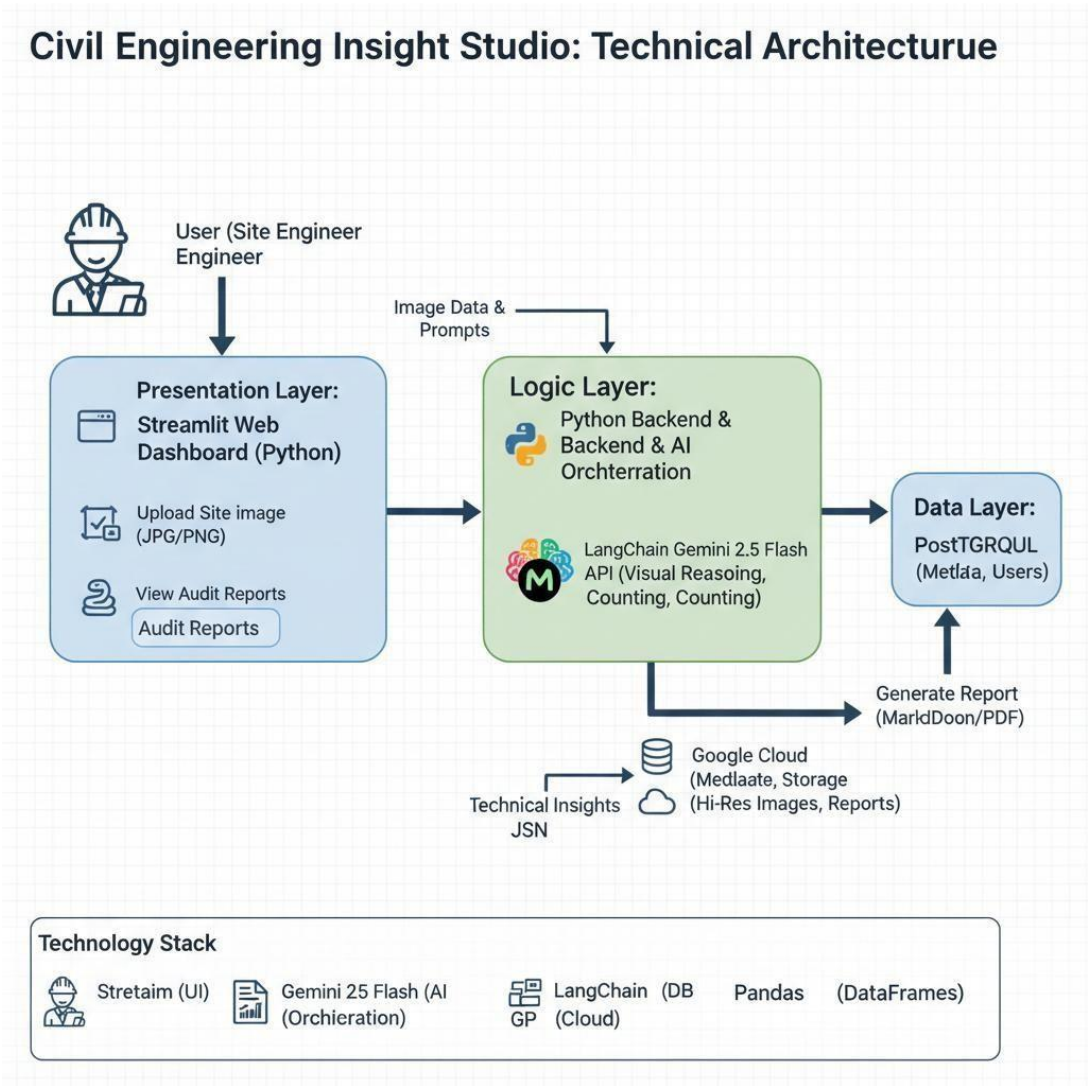 Civil Engineering Insight Studio: Technical Architecturue
User (Site Engineer
Engineer
Image Data &
Prompts
Presentation Layer:
Streamlit Web
Dashboard (Python)
Upload Site image
(JPG/PNG)
View Audit Reports
Audit Reports
Logic Layer:
Python Backend &
Backend & AI
Orchterration
LangChain Gemini 2.5 Flash
API (Visual Reasoing,
Counting, Counting)
M
Data Layer:
PostTGRQUL
(Metlaa, Users)
Generate Report
(MarkdDoon/PDF)
Google Cloud
(Medlaate, Storage
(Hi-Res Images, Reports)
Technical Insights
JSN
Technology Stack
Stretaim (UI)
Gemini 25 Flash (AI
(Orchieration)
LangChain (DB
GP (Cloud)
Pandas (DataFrames)